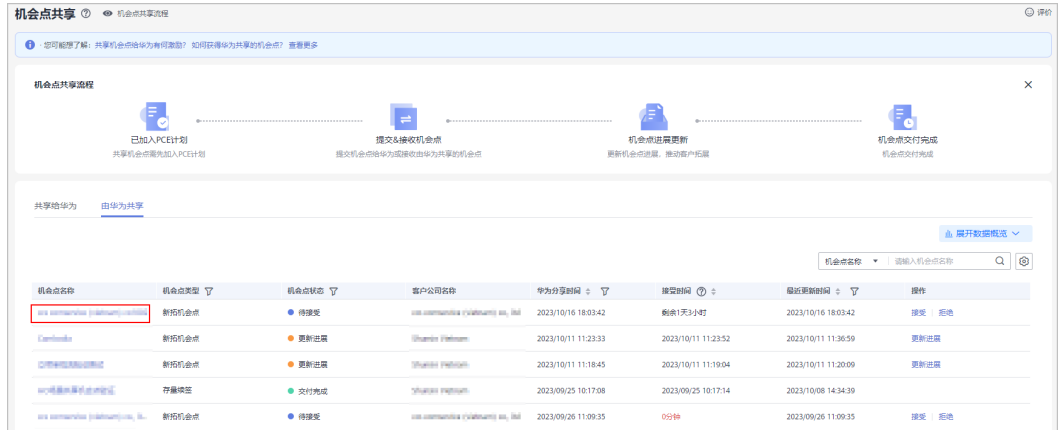 机会点共享 机会点共享流程 评价
· 您可能想了解：共享机会点给华为有何激励？ 如何获得华为共享的机会点？ 查看更多
机会点共享流程
已加入PCE计划 提交&接收机会点 机会点进展更新 机会点交付完成
共享机会点需先加入PCE计划 提交机会点给华为或接收由华为共享的机会点 更新机会点进展，推动客户拓展 机会点交付完成
共享给华为 由华为共享
展开数据概览
机会点名称 请输入机会点名称
机会点名称 机会点类型 机会点状态 客户公司名称 华为分享时间 接受时间 最近更新时间 操作
新拓机会点 待接受 2023/10/16 18:03:42 剩余1天3小时 2023/10/16 18:03:42 接受 拒绝
新拓机会点 更新进展 2023/10/11 11:23:33 2023/10/11 11:23:52 2023/10/11 11:36:59 更新进展
新拓机会点 更新进展 2023/10/11 11:18:45 2023/10/11 11:19:04 2023/10/11 11:20:09 更新进展
存量续签 交付完成 2023/09/25 10:17:08 2023/09/25 10:17:14 2023/10/08 14:34:39
新拓机会点 待接受 2023/09/26 11:09:35 0分钟 2023/09/26 11:09:35 接受 拒绝